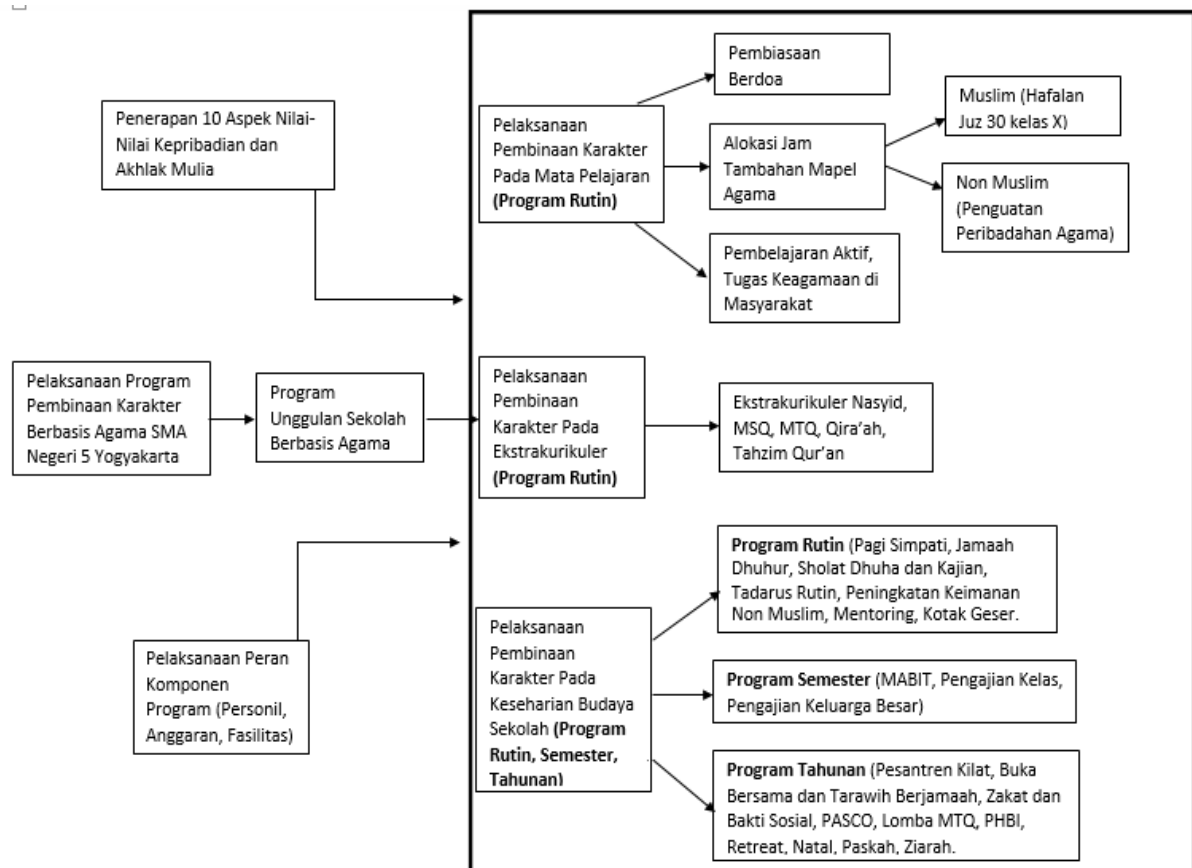 Penerapan 10 Aspek Nilai-
Nilai Kepribadian dan
Akhlak Mulia
Pelaksanaan Program
Pembinaan Karakter
Berbasis Agama SMA
Negeri 5 Yogyakarta
Program
Unggulan Sekolah
Berbasis Agama
Pelaksanaan Peran
Komponen
Program (Personil,
Anggaran, Fasilitas)
Pelaksanaan
Pembinaan Karakter
Pada Mata Pelajaran
(Program Rutin)
Pembiasaan
Berdoa
Alokasi Jam
Tambahan Mapel
Agama
Muslim (Hafalan
Juz 30 kelas X)
Non Muslim
(Penguatan
Peribadahan Agama)
Pembelajaran Aktif,
Tugas Keagamaan di
Masyarakat
Pelaksanaan
Pembinaan
Karakter Pada
Ekstrakurikuler
(Program Rutin)
Ekstrakurikuler Nasyid,
MSQ, MTQ, Qira’ah,
Tahzim Qur’an
Pelaksanaan
Pembinaan
Karakter Pada
Keseharian Budaya
Sekolah (Program
Rutin, Semester,
Tahunan)
Program Rutin (Pagi Simpati, Jamaah
Dhuhur, Sholat Dhuha dan Kajian,
Tadarus Rutin, Peningkatan Keimanan
Non Muslim, Mentoring, Kotak Geser.
Program Semester (MABIT, Pengajian Kelas,
Pengajian Keluarga Besar)
Program Tahunan (Pesantren Kilat, Buka
Bersama dan Tarawih Berjamaah, Zakat dan
Bakti Sosial, PASCO, Lomba MTQ, PHBI,
Retreat, Natal, Paskah, Ziarah.